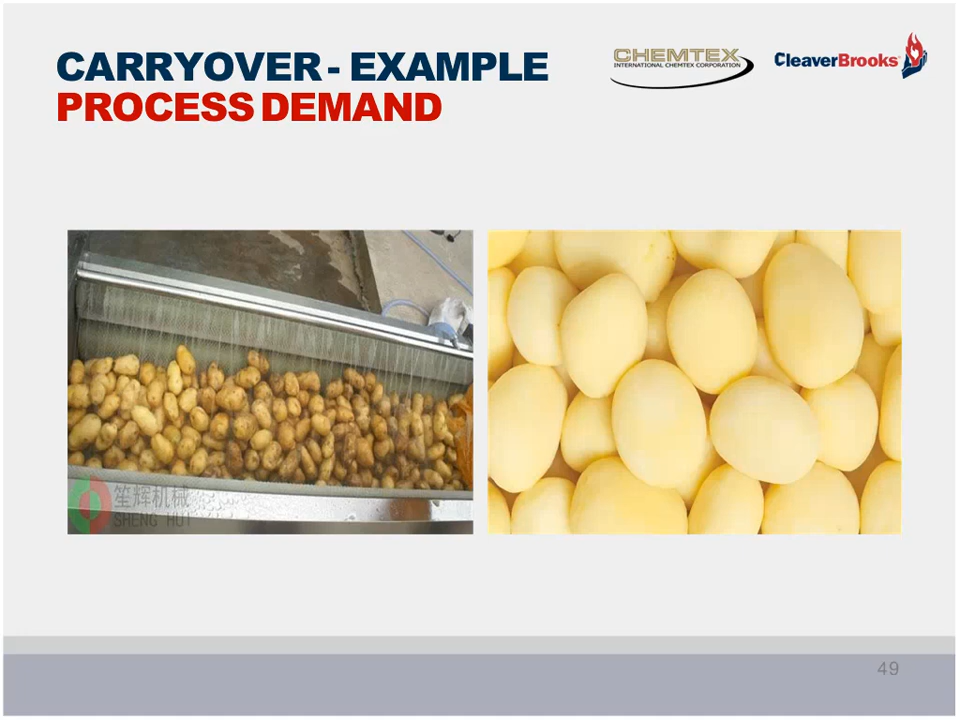 CARRYOVER - EXAMPLE
PROCESS DEMAND
CHEMTEX
INTERNATIONAL CHEMTEX CORPORATION
CleaverBrooks
笙辉机械
SHENG HUI
49